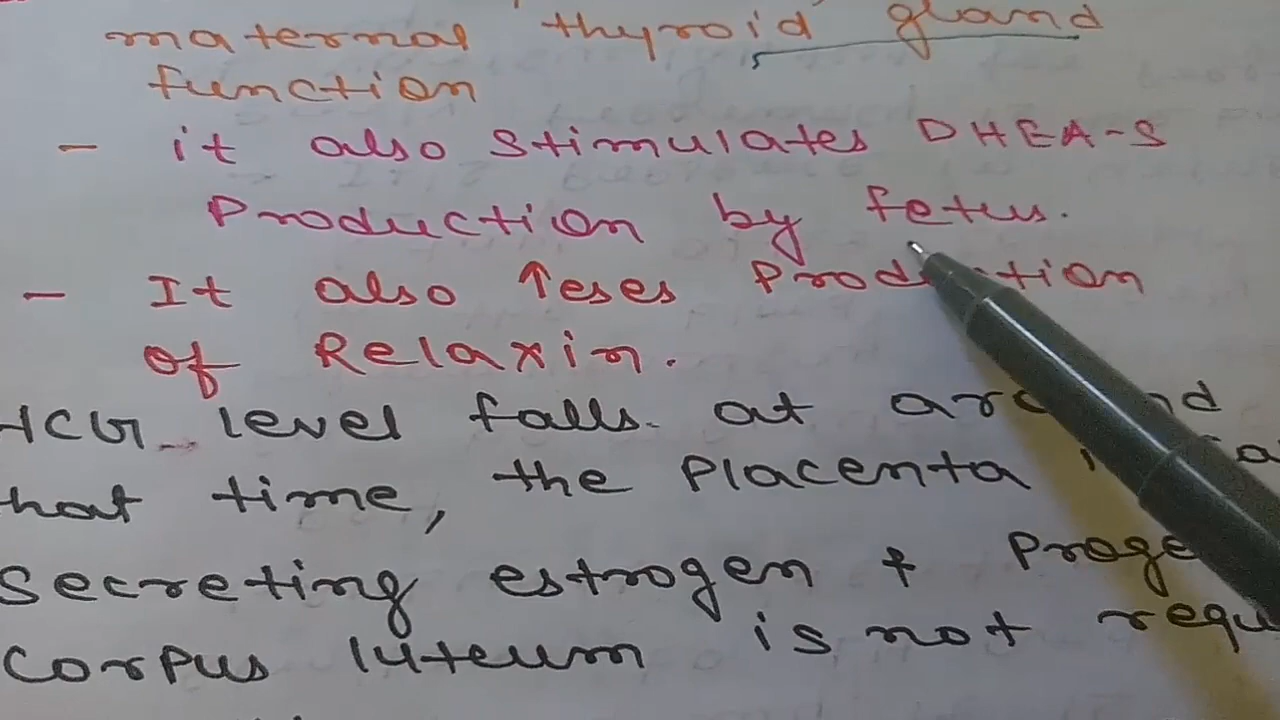 maternal thyroid gland
function
- it also stimulates DHEA-S
Production by fetus.
- It also ↑eses Production
of Relaxin.
HCG level falls at around
that time, the Placenta
secreting estrogen + Proge
corpus luteum is not requ